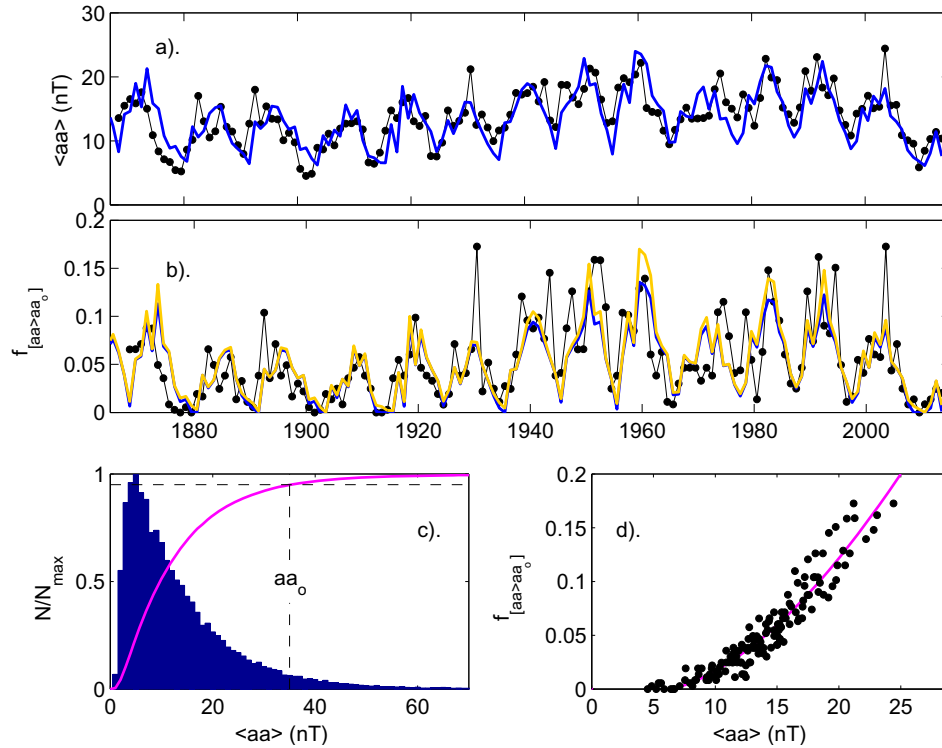 30
20
10
0
<aa> (nT)
a).
0.2
0.15
0.1
0.05
0
f[aa>aao]
b).
1880 1900 1920 1940 1960 1980 2000
1
0.5
0
N/Nmax
c).
aao
0 20 40 60
<aa> (nT)
0.2
0.15
0.1
0.05
0
f[aa>aao]
d).
0 5 10 15 20 25
<aa> (nT)